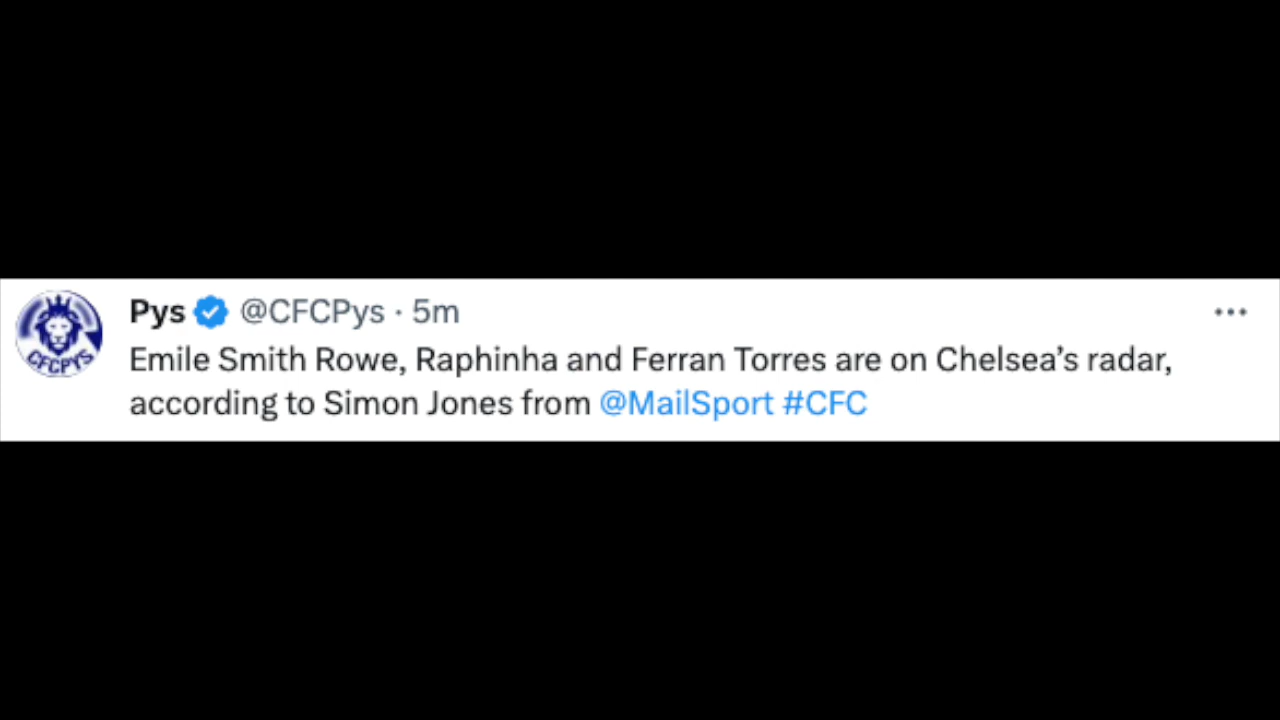 Pys @CFCPys · 5m
Emile Smith Rowe, Raphinha and Ferran Torres are on Chelsea’s radar,
according to Simon Jones from @MailSport #CFC
CFCPYS